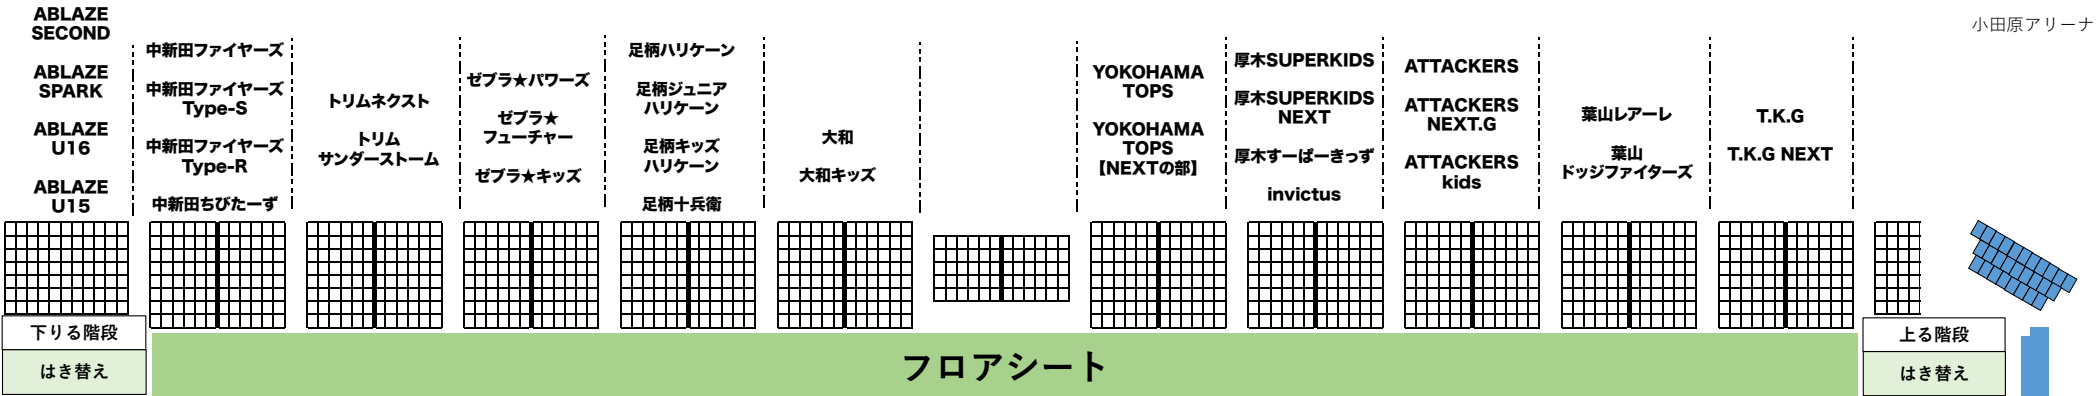 小田原アリーナ
ABLAZE
SECOND
ABLAZE
SPARK
ABLAZE
U16
ABLAZE
U15
中新田ファイヤーズ
中新田ファイヤーズ
Type-S
中新田ファイヤーズ
Type-R
中新田ちびたーず
トリムネクスト
トリム
サンダーストーム
ゼブラ★パワーズ
ゼブラ★
フューチャー
ゼブラ★キッズ
足柄ハリケーン
足柄ジュニア
ハリケーン
足柄キッズ
ハリケーン
足柄十兵衛
大和
大和キッズ
YOKOHAMA
TOPS
YOKOHAMA
TOPS
【NEXTの部】
厚木SUPERKIDS
厚木SUPERKIDS
NEXT
厚木すーぱーきっず
invictus
ATTACKERS
ATTACKERS
NEXT.G
ATTACKERS
kids
葉山レアーレ
葉山
ドッジファイターズ
T.K.G
T.K.G NEXT
下りる階段
はき替え
フロアシート
上る階段
はき替え